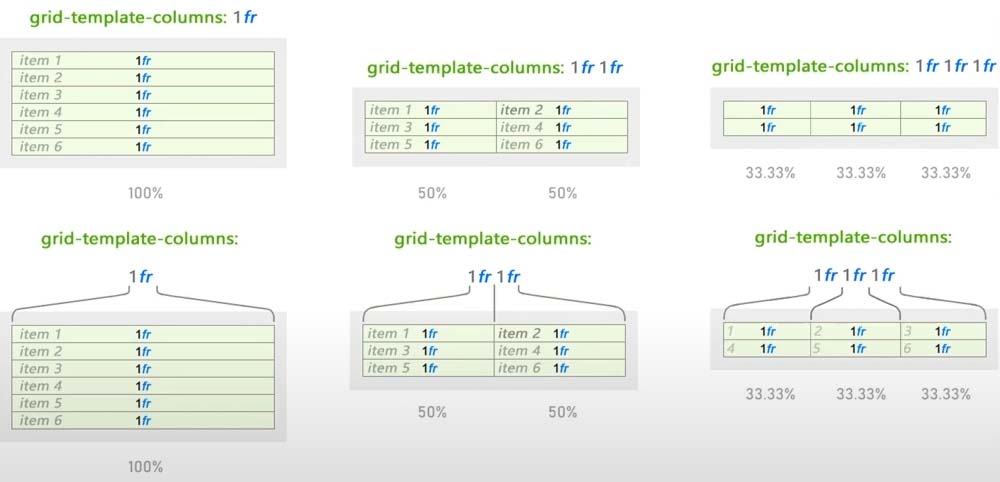 grid-template-columns: 1fr
item 1 1fr
item 2 1fr
item 3 1fr
item 4 1fr
item 5 1fr
item 6 1fr
100%
grid-template-columns: 1fr 1fr
item 1 1fr item 2 1fr
item 3 1fr item 4 1fr
item 5 1fr item 6 1fr
50% 50%
grid-template-columns: 1fr 1fr 1fr
1fr 1fr 1fr
1fr 1fr 1fr
33.33% 33.33% 33.33%
grid-template-columns:
1fr
item 1 1fr
item 2 1fr
item 3 1fr
item 4 1fr
item 5 1fr
item 6 1fr
100%
grid-template-columns:
1fr 1fr
item 1 1fr item 2 1fr
item 3 1fr item 4 1fr
item 5 1fr item 6 1fr
50% 50%
grid-template-columns:
1fr 1fr 1fr
1 1fr 2 1fr 3 1fr
4 1fr 5 1fr 6 1fr
33.33% 33.33% 33.33%